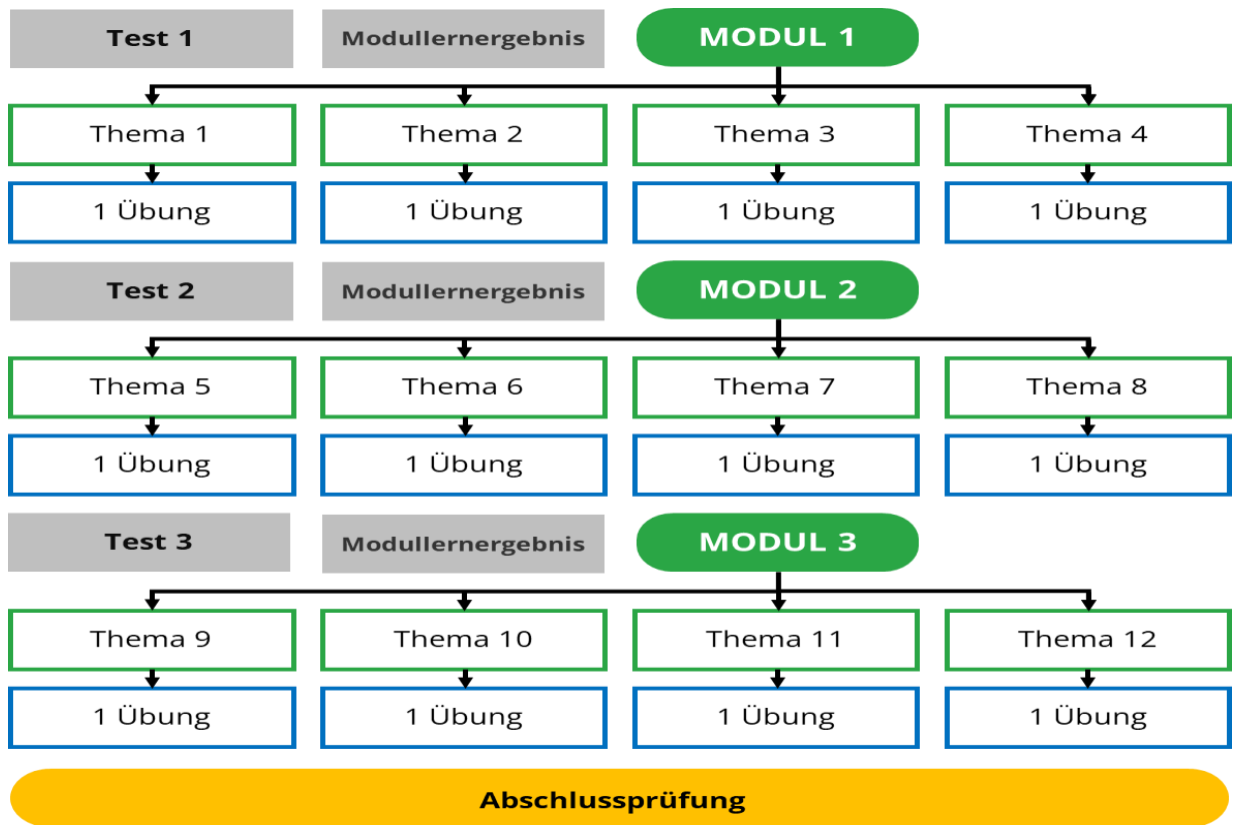 Test 1
Modullernergebnis
MODUL 1
Thema 1
Thema 2
Thema 3
Thema 4
1 Übung
1 Übung
1 Übung
1 Übung
Test 2
Modullernergebnis
MODUL 2
Thema 5
Thema 6
Thema 7
Thema 8
1 Übung
1 Übung
1 Übung
1 Übung
Test 3
Modullernergebnis
MODUL 3
Thema 9
Thema 10
Thema 11
Thema 12
1 Übung
1 Übung
1 Übung
1 Übung
Abschlussprüfung